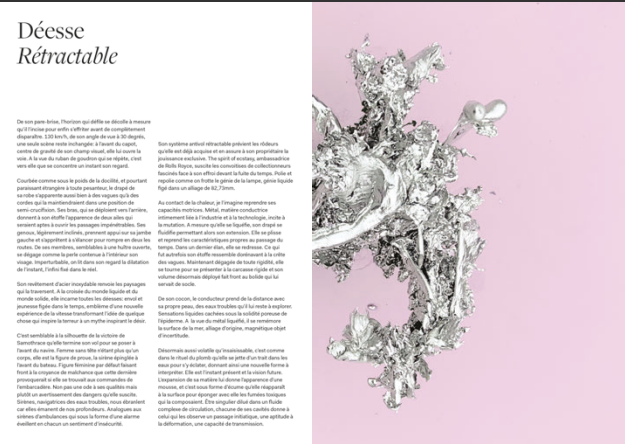 Déesse
Rétractable
De son pare-brise, l'horizon qui défile se décolle à mesure
qu'il l'incise pour enfin s'effriter avant de complètement
disparaître. 130 km/h, de son angle de vue à 30 degrés,
une seule scène reste inchangée: à l'avant du capot,
centre de gravité de son champ visuel, elle lui ouvre la
voie. A la vue du ruban de goudron qui se répète, c'est
vers elle que se concentre un instant son regard.
Courbée comme sous le poids de la docilité, et pourtant
paraissant étrangère à toute pesanteur, le drapé de
sa robe s'apparente aussi bien à des vagues qu'à des
cordes qui la maintiendraient dans une position de
semi-crucifixion. Ses bras, qui se déploient vers l'arrière,
donnent à son étoffe l'apparence de deux ailes qui
seraient aptes à ouvrir les passages impénétrables. Ses
genoux, légèrement inclinés, prennent appui sur sa jambe
gauche et s'apprêtent à s'élancer pour rompre en deux les
routes. De ses membres, semblables à une huître ouverte,
se dégage comme la perle contenue à l'intérieur son
visage. Imperturbable, on lit dans son regard la dilatation
de l'instant, l'infini fixé dans le réel.
Son revêtement d'acier inoxydable renvoie les paysages
qui la traversent. A la croisée du monde liquide et du
monde solide, elle incarne toutes les déesses: envol et
jeunesse figée dans le temps, emblème d'une nouvelle
expérience de la vitesse transformant l'idée de quelque
chose qui inspira la terreur à un mythe inspirant le désir.
C'est semblable à la silhouette de la victoire de
Samothrace qu'elle termine son vol pour se poser à
l'avant du navire. Femme sans tête n'étant plus qu'un
corps, elle est la figure de proue, la sirène épinglée à
l'avant du bateau. Figure féminine par défaut faisant
front à la croyance de malchance que cette dernière
provoquerait si elle se trouvait aux commandes de
l'embarcadère. Non pas une ode à ses qualités mais
plutôt un avertissement des dangers qu'elle suscite.
Sirènes, navigatrices des eaux troubles, nous ébranlent
car elles émanent de nos profondeurs. Analogues aux
sirènes d'ambulances qui sous la forme d'une alarme
éveillent en chacun un sentiment d'insécurité.
Son système antivol rétractable prévient les rôdeurs
qu'elle est déjà acquise et en assure à son propriétaire la
jouissance exclusive. The spirit of ecstasy, ambassadrice
de Rolls Royce, suscite les convoitises de collectionneurs
fascinés face à son effroi devant la fuite du temps. Polie et
repolie comme on frotte le génie de la lampe, génie liquide
figé dans un alliage de 82,73mm.
Au contact de la chaleur, je l'imagine reprendre ses
capacités motrices. Métal, matière conductrice
intimement liée à l'industrie et à la technologie, incite à
la mutation. A mesure qu'elle se liquéfie, son drapé se
fluidifie permettant alors son extension. Elle se plisse
et reprend les caractéristiques propres au passage du
temps. Dans un dernier élan, elle se redresse. Ce qui
fut autrefois son étoffe ressemble dorénavant à la crête
des vagues. Maintenant dégagée de toute rigidité, elle
se tourne pour se présenter à la carcasse rigide et son
volume désormais déployé fait front au bolide qui lui
servait de socle.
De son cocon, le conducteur prend de la distance avec
sa propre peau, des eaux troubles qu'il lui reste à explorer.
Sensations liquides cachées sous la solidité poreuse de
l'épiderme. A la vue du métal liquéfié, il se remémore
la surface de la mer, alliage d'origine, magnétique objet
d'incertitude.
Désormais aussi volatile qu'insaisissable, c'est comme
dans le rituel du plomb qu'elle se jette d'un trait dans les
eaux pour s'y éclater, donnant ainsi une nouvelle forme à
interpréter. Elle est l'instant présent et la vision future.
L'expansion de sa matière lui donne l'apparence d'une
mousse, et c'est sous forme d'écume qu'elle réapparaît
à la surface pour éponger avec elle les fumées toxiques
qui la composaient. Être singulier dilué dans un fluide
complexe de circulation, chacune de ses cavités donne à
celui qui les observe un passage initiatique, une aptitude à
la déformation, une capacité de transmission.